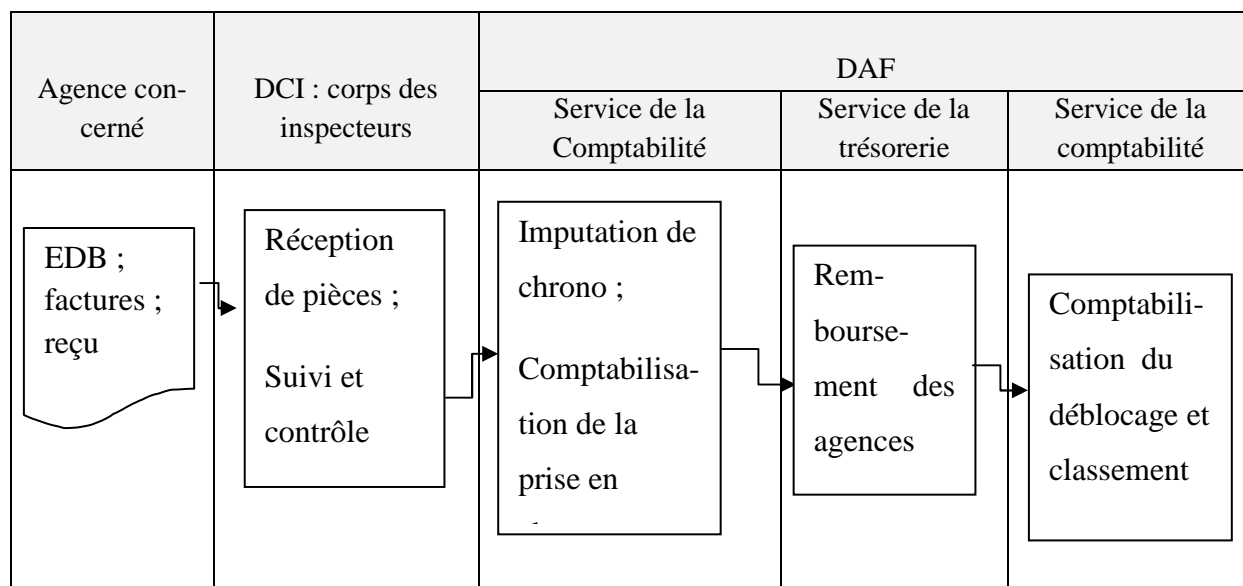 Agence con-
cerné
DCI : corps des
inspecteurs
DAF
Service de la
Comptabilité
Service de la
trésorerie
Service de la
comptabilité
EDB ;
factures ;
reçu
Réception
de pièces ;
Suivi et
contrôle
Imputation de
chrono ;
Comptabilisa-
tion de la
prise en
Rem-
bourse-
ment des
agences
Comptabili-
sation du
déblocage et
classement